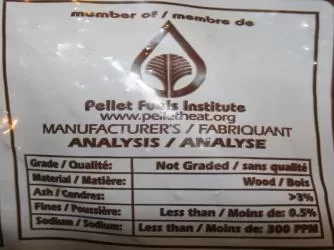 member of / membre de
Pellet Fuels Institute
www.pelletheat.org
MANUFACTURER'S / FABRIQUANT
ANALYSIS / ANALYSE
Grade / Qualité: Not Graded / sans qualité
Material / Matière: Wood / Bois
Ash / Cendres: >3%
Fines / Poussière: Less than / Moins de: 0.5%
Sodium / Sodium: Less than / Moins de: 300 PPM